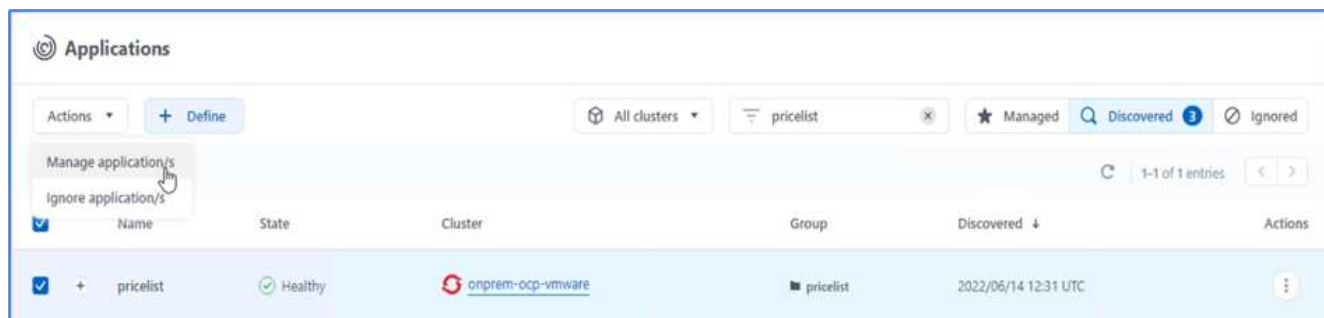 Applications
Actions + Define All clusters pricelist Managed Discovered 3 Ignored
Manage application/s
1-1 of 1 entries
Ignore application/s
Name State Cluster Group Discovered ↓ Actions
+ pricelist Healthy onprem-ocp-vmware pricelist 2022/06/14 12:31 UTC